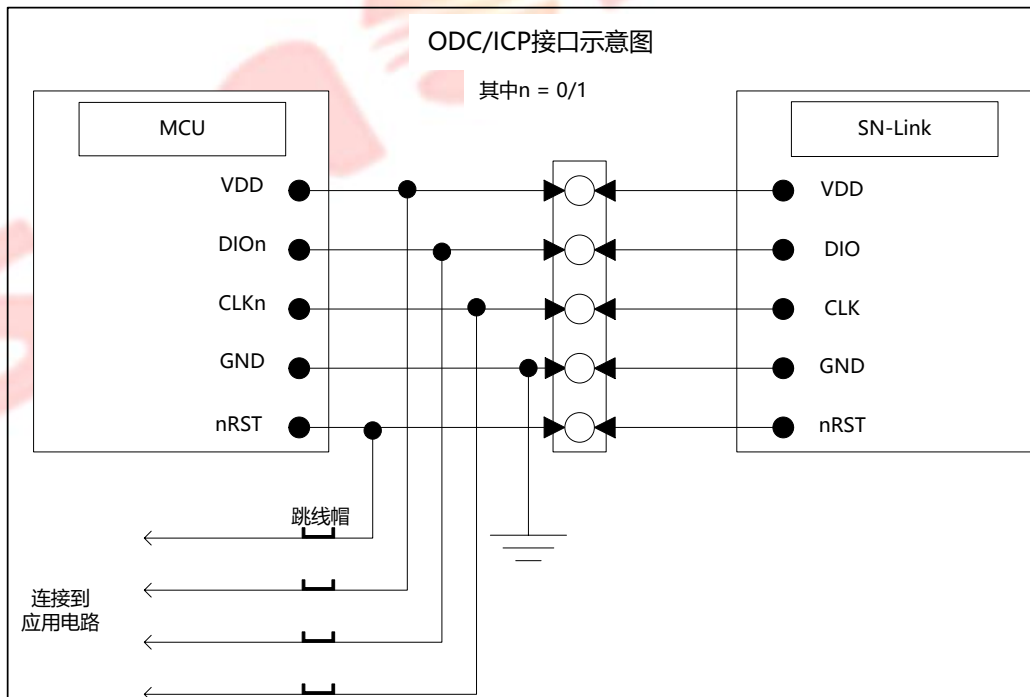 ODC/ICP接口示意图
其中n = 0/1
MCU
SN-Link
VDD
VDD
DIOn
DIO
CLKn
CLK
GND
GND
nRST
nRST
跳线帽
连接到
应用电路